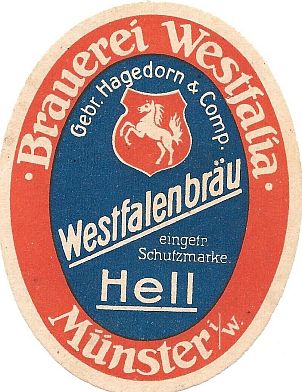 · Brauerei Westfalia ·
Gebr. Hagedorn & Comp.
Westfalenbräu
eingetr.
Schutzmarke.
Hell
Münster i/W.